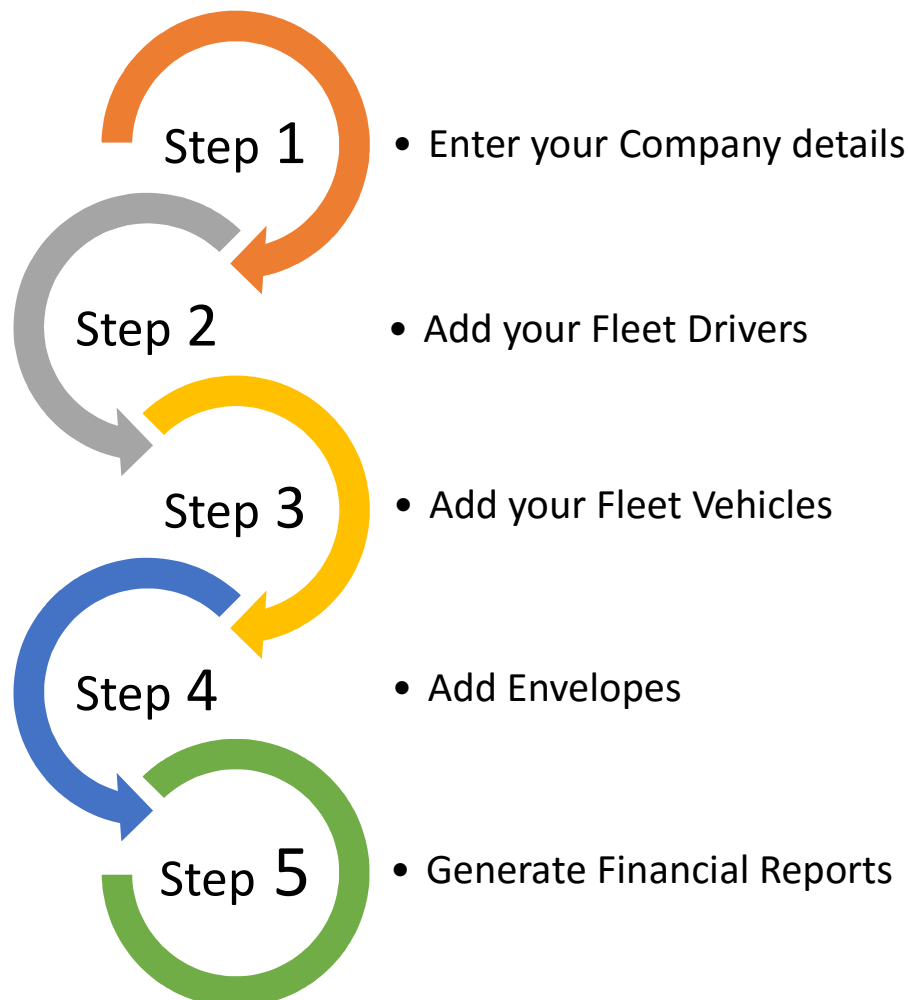 Step 1
• Enter your Company details
Step 2
• Add your Fleet Drivers
Step 3
• Add your Fleet Vehicles
Step 4
• Add Envelopes
Step 5
• Generate Financial Reports